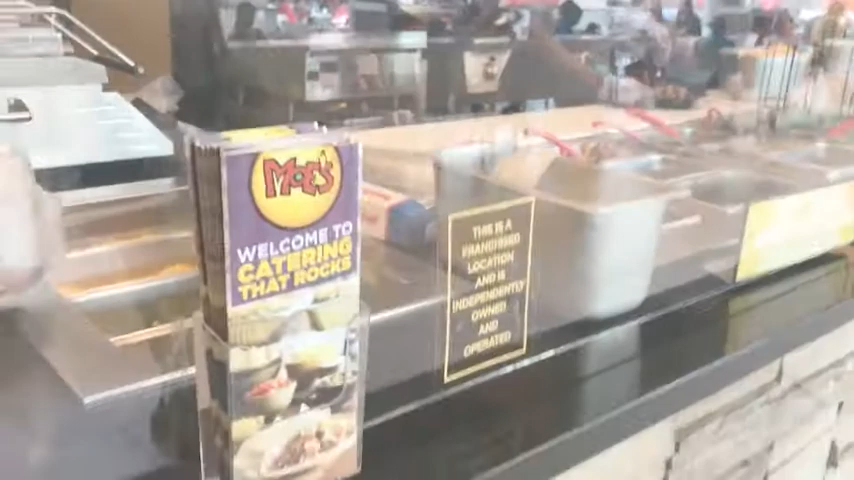 MOE'S
WELCOME TO
CATERING
THAT ROCKS
THIS IS A
FRANCHISED
LOCATION
AND IS
INDEPENDENTLY
OWNED
AND
OPERATED